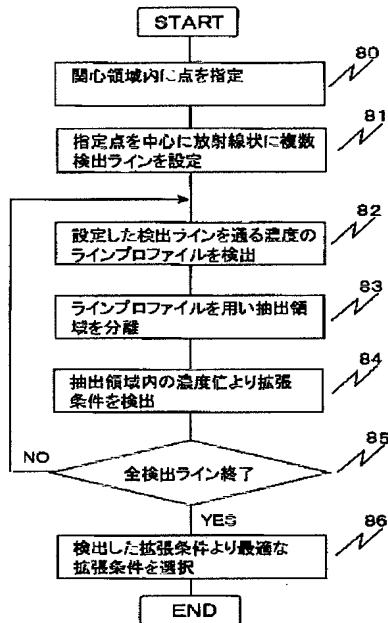 START
80
関心領域内に点を指定
81
指定点を中心に放射線状に複数
検出ラインを設定
82
設定した検出ラインを通る濃度の
ラインプロファイルを検出
83
ラインプロファイルを用い抽出領
域を分離
84
抽出領域内の濃度値より拡張
条件を検出
85
NO
全検出ライン終了
YES
86
検出した拡張条件より最適な
拡張条件を選択
END